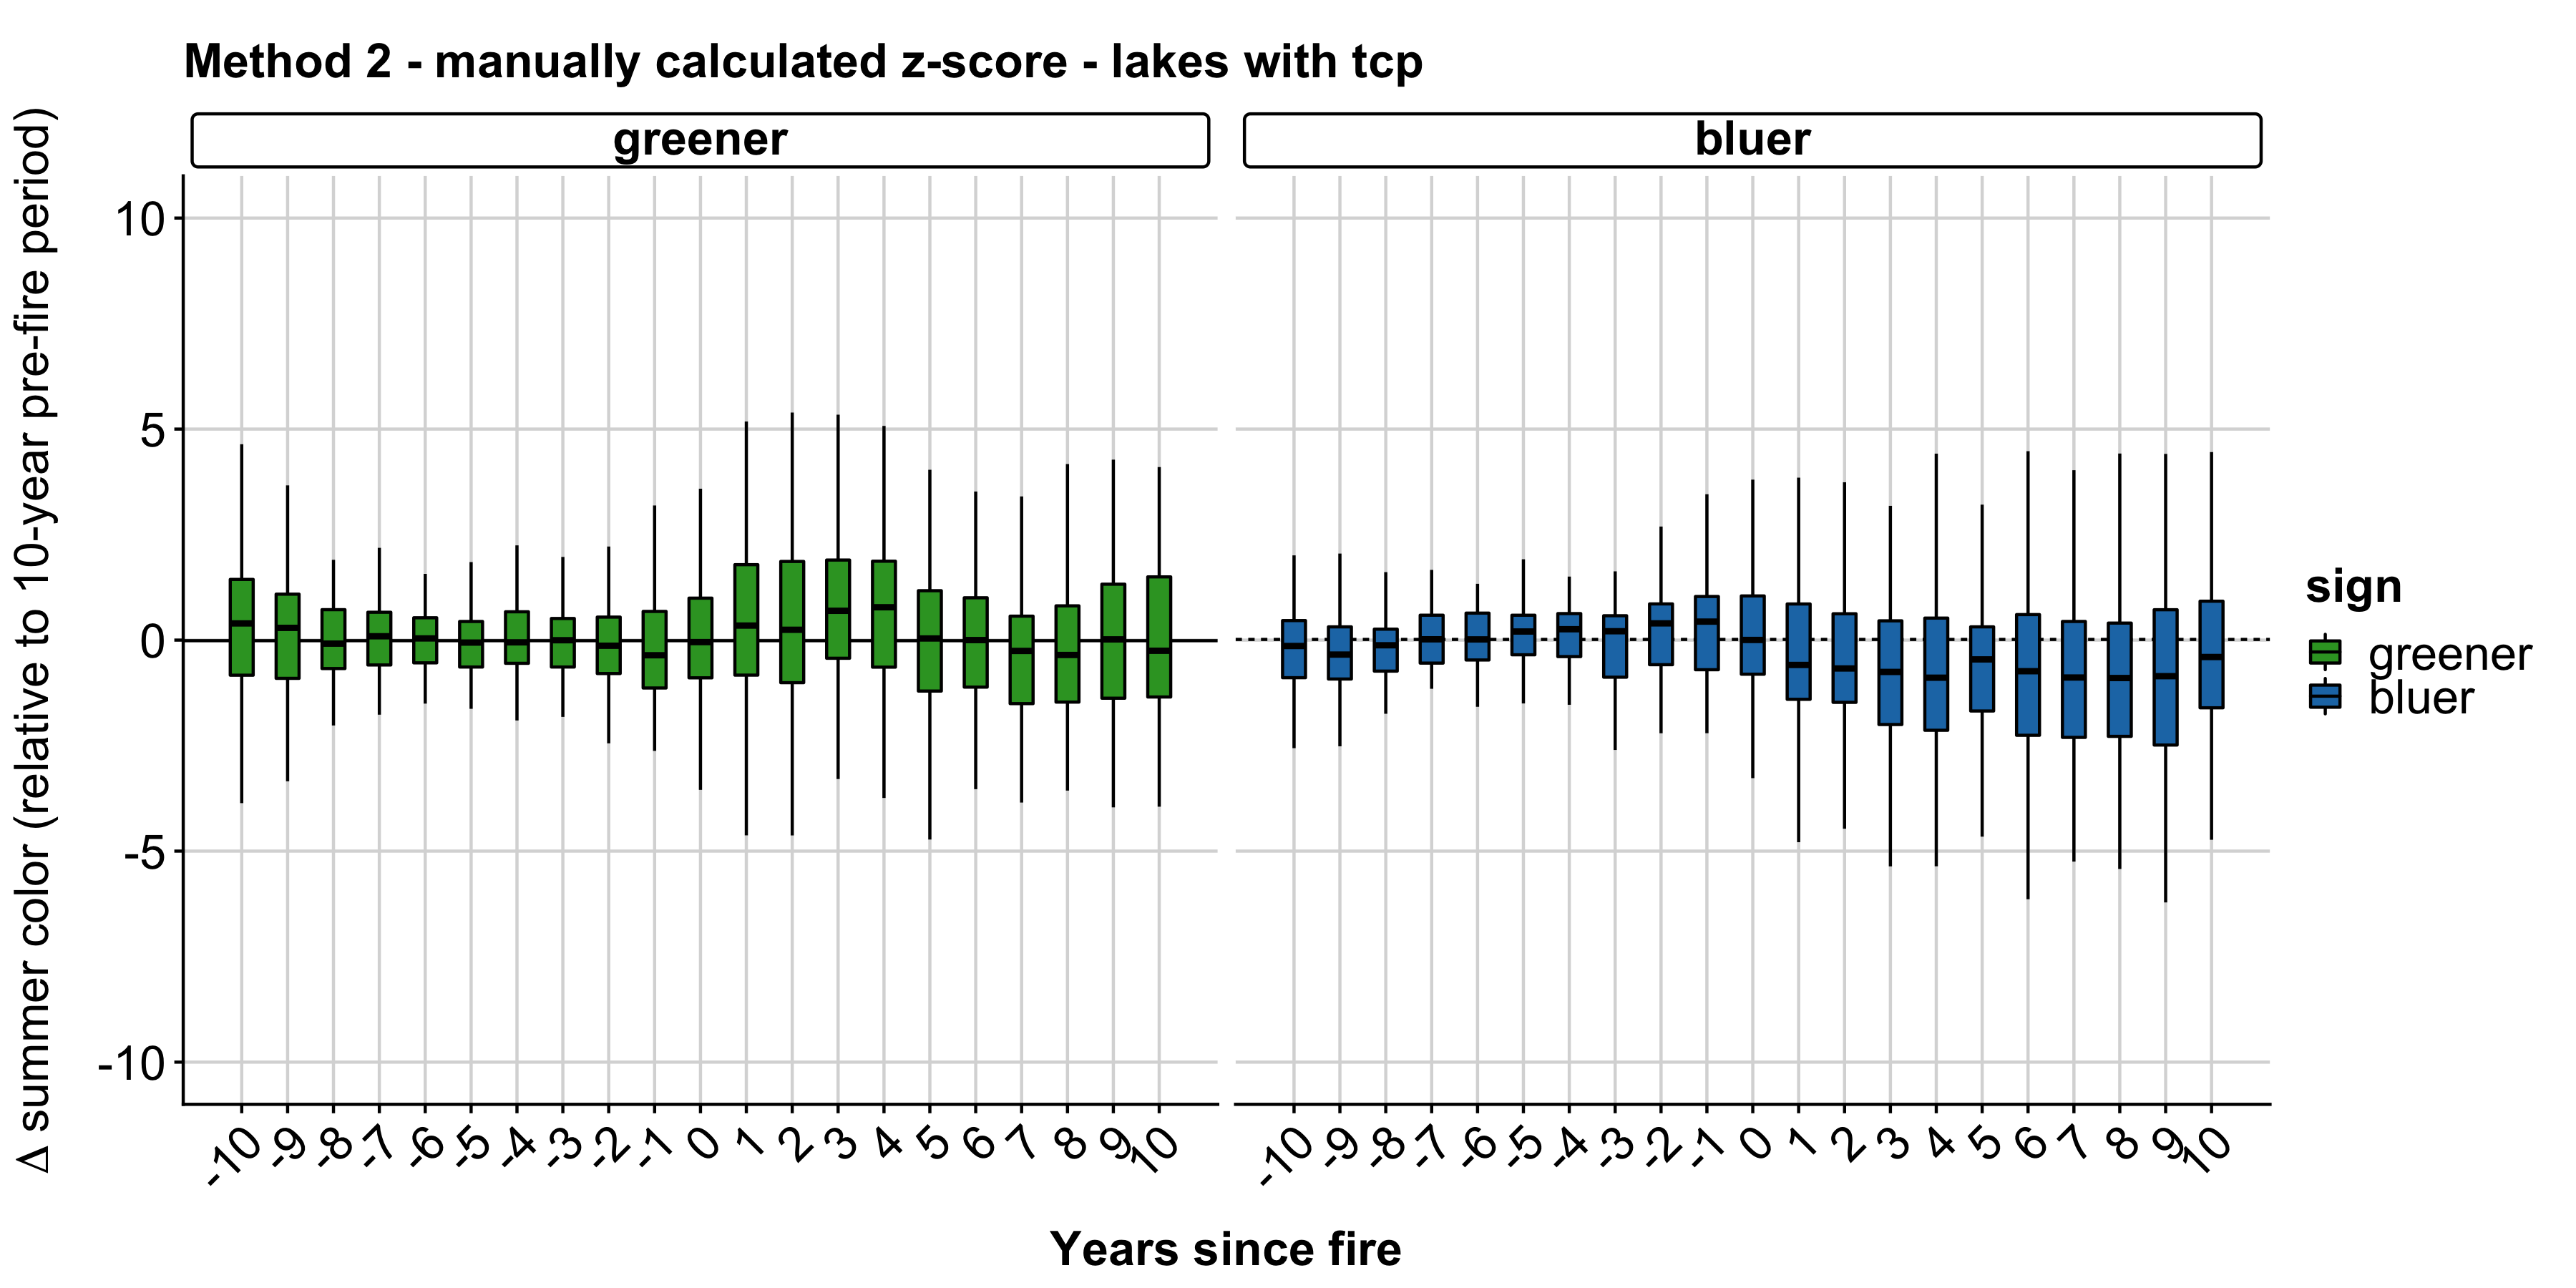 Method 2 - manually calculated z-score - lakes with tcp
greener
bluer
Δ summer color (relative to 10-year pre-fire period)
10
5
0
-5
-10
-10 -9 -8 -7 -6 -5 -4 -3 -2 -1 0 1 2 3 4 5 6 7 8 9 10
-10 -9 -8 -7 -6 -5 -4 -3 -2 -1 0 1 2 3 4 5 6 7 8 9 10
Years since fire
sign
greener
bluer